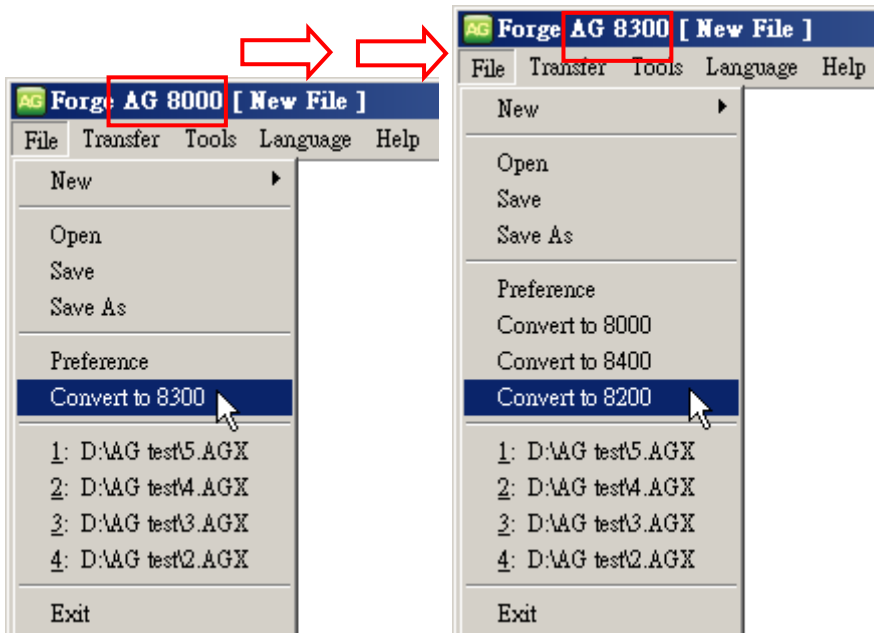 AG Forge AG 8000 [ New File ]
File Transfer Tools Language Help
New
Open
Save
Save As
Preference
Convert to 8300
1: D:\AG test\5.AGX
2: D:\AG test\4.AGX
3: D:\AG test\3.AGX
4: D:\AG test\2.AGX
Exit
AG Forge AG 8300 [ New File ]
File Transfer Tools Language Help
New
Open
Save
Save As
Preference
Convert to 8000
Convert to 8400
Convert to 8200
1: D:\AG test\5.AGX
2: D:\AG test\4.AGX
3: D:\AG test\3.AGX
4: D:\AG test\2.AGX
Exit